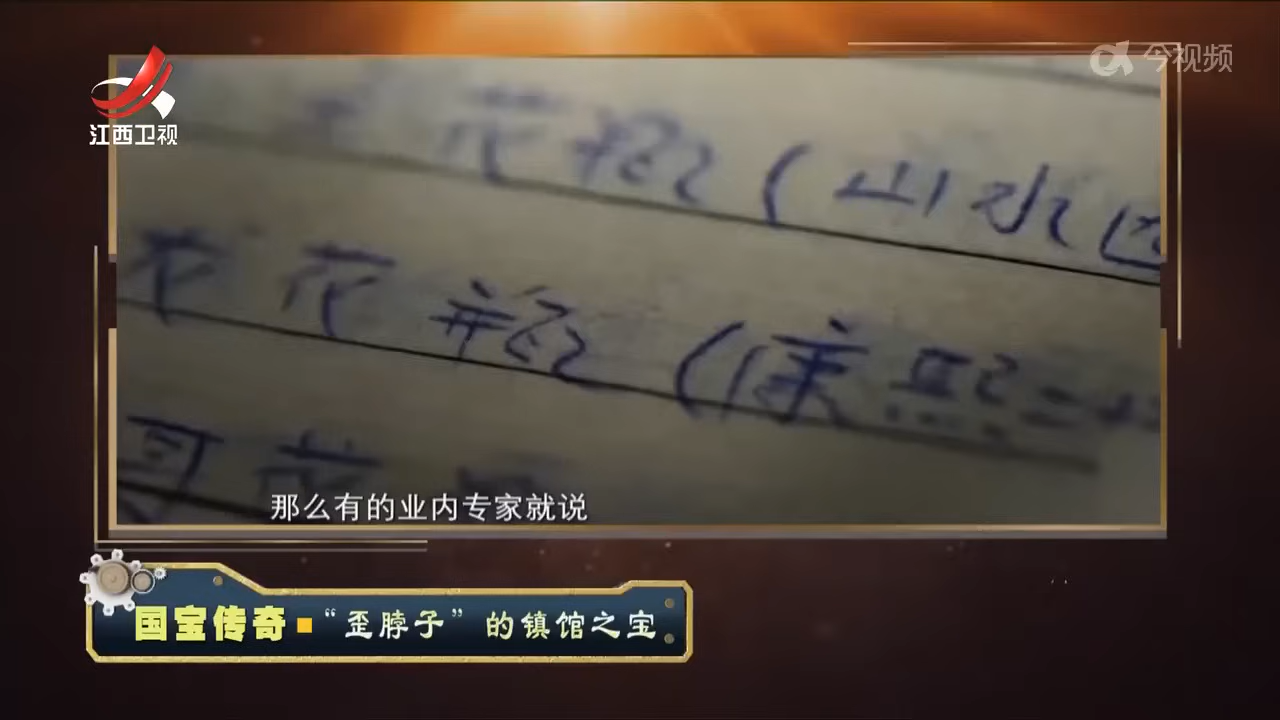 江西卫视
今视频
花瓶(山水
花瓶(康熙二
那么有的业内专家就说
国宝传奇 “歪脖子”的镇馆之宝